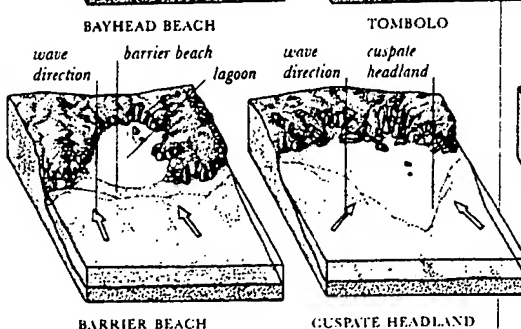 BAYHEAD BEACH
TOMBOLO
wave direction
barrier beach
lagoon
wave direction
cuspate headland
BARRIER BEACH
CUSPATE HEADLAND